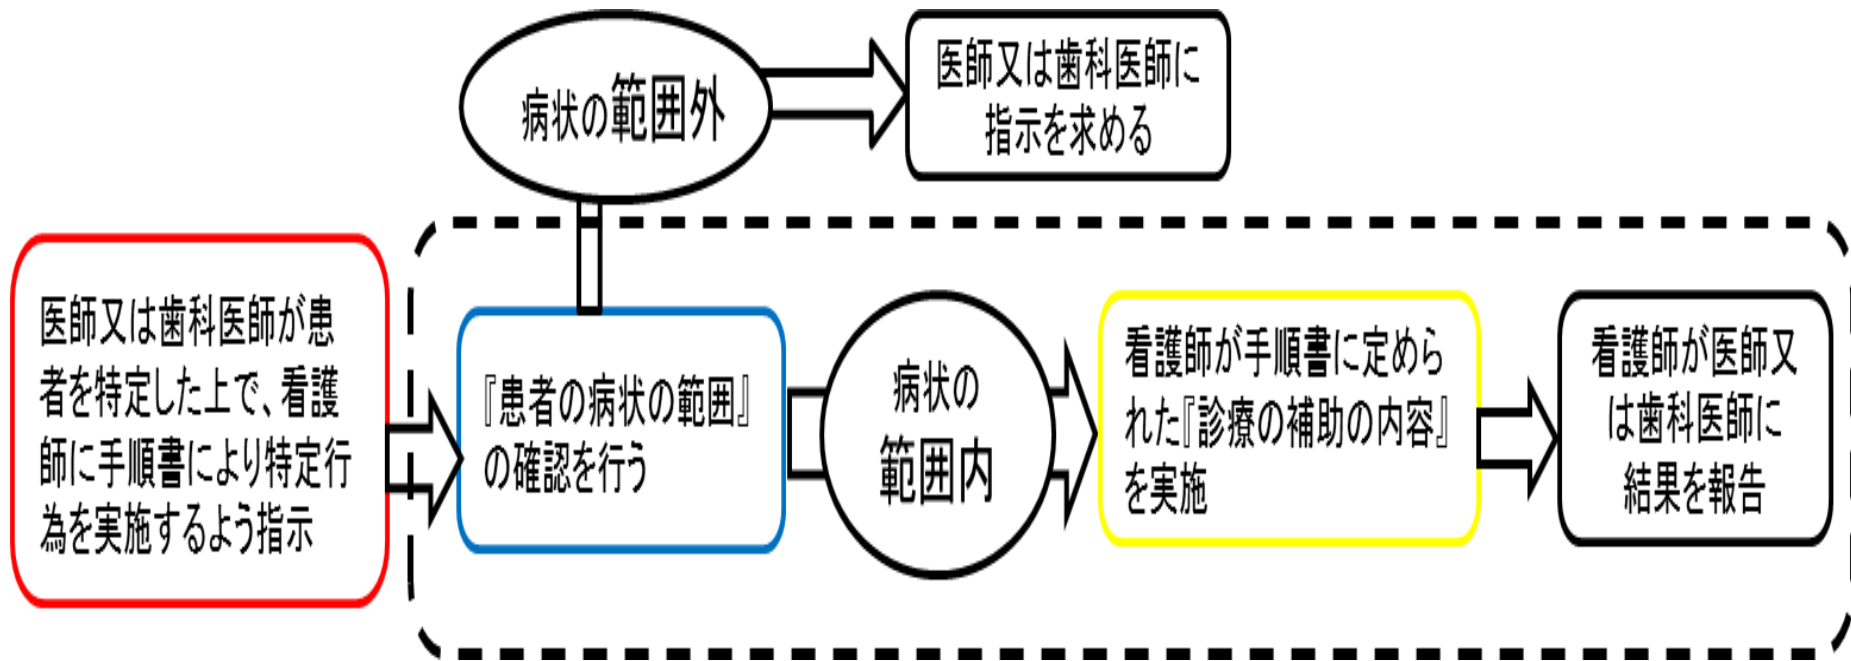 病状の範囲外
医師又は歯科医師に
指示を求める
医師又は歯科医師が患
者を特定した上で、看護
師に手順書により特定行
為を実施するよう指示
『患者の病状の範囲』
の確認を行う
病状の
範囲内
看護師が手順書に定めら
れた『診療の補助の内容』
を実施
看護師が医師又
は歯科医師に
結果を報告